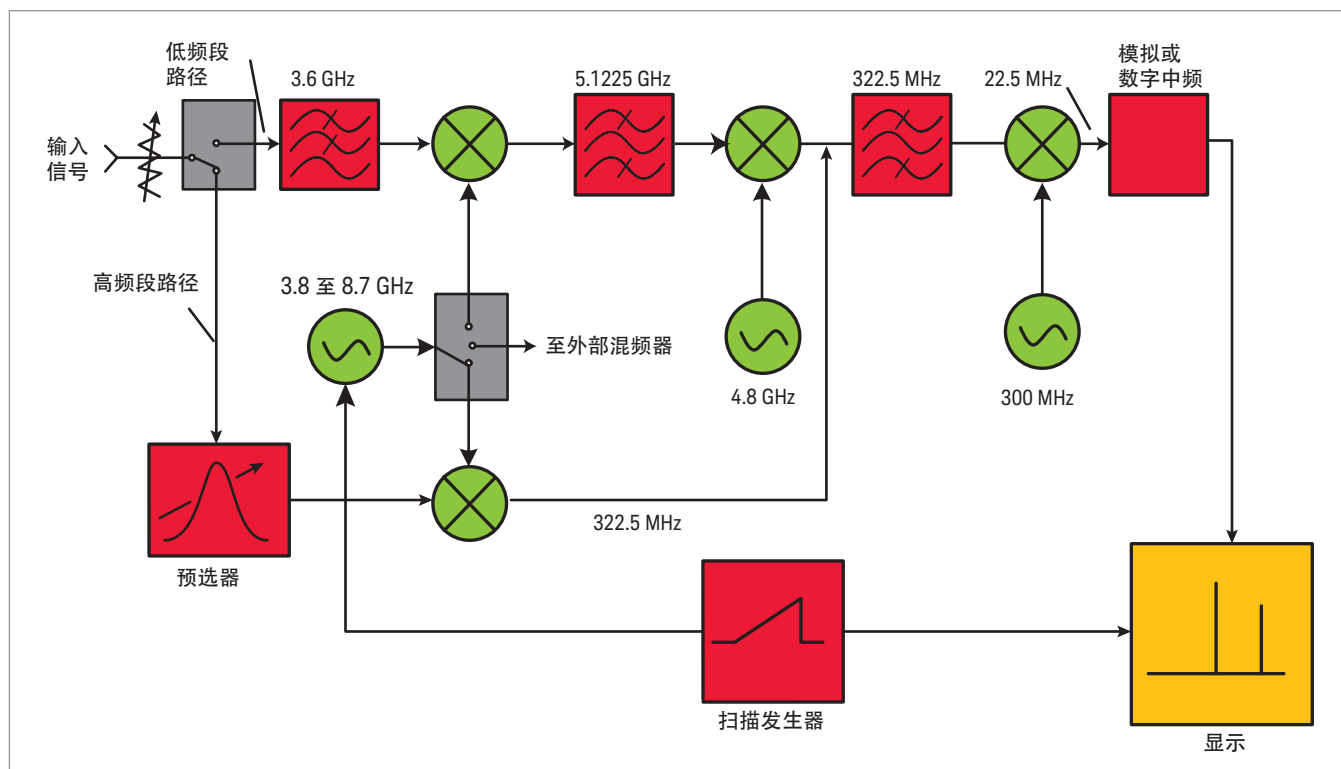 低频段
路径
3.6 GHz
5.1225 GHz
322.5 MHz
22.5 MHz
模拟或
数字中频
输入
信号
高频段路径
3.8 至 8.7 GHz
至外部混频器
4.8 GHz
300 MHz
322.5 MHz
预选器
扫描发生器
显示